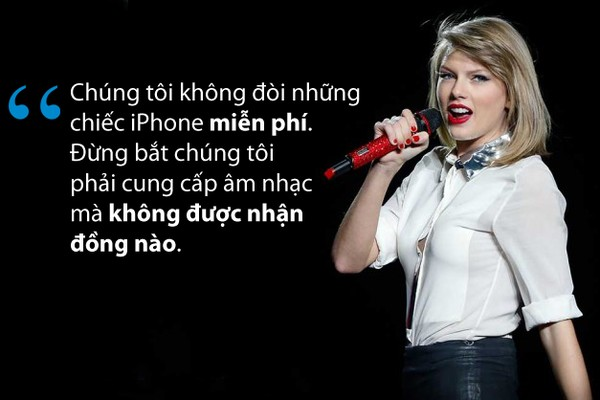 Chúng tôi không đòi những
chiếc iPhone miễn phí.
Đừng bắt chúng tôi
phải cung cấp âm nhạc
mà không được nhận
đồng nào.